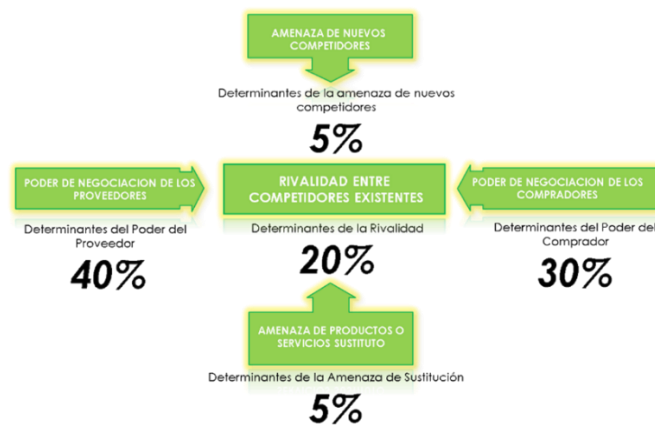 AMENAZA DE NUEVOS
COMPETIDORES
Determinantes de la amenaza de nuevos
competidores
5%
PODER DE NEGOCIACION DE LOS
PROVEEDORES
Determinantes del Poder del
Proveedor
40%
RIVALIDAD ENTRE
COMPETIDORES EXISTENTES
Determinantes de la Rivalidad
20%
PODER DE NEGOCIACION DE LOS
COMPRADORES
Determinantes del Poder del
Comprador
30%
AMENAZA DE PRODUCTOS O
SERVICIOS SUSTITUTO
Determinantes de la Amenaza de Sustitución
5%